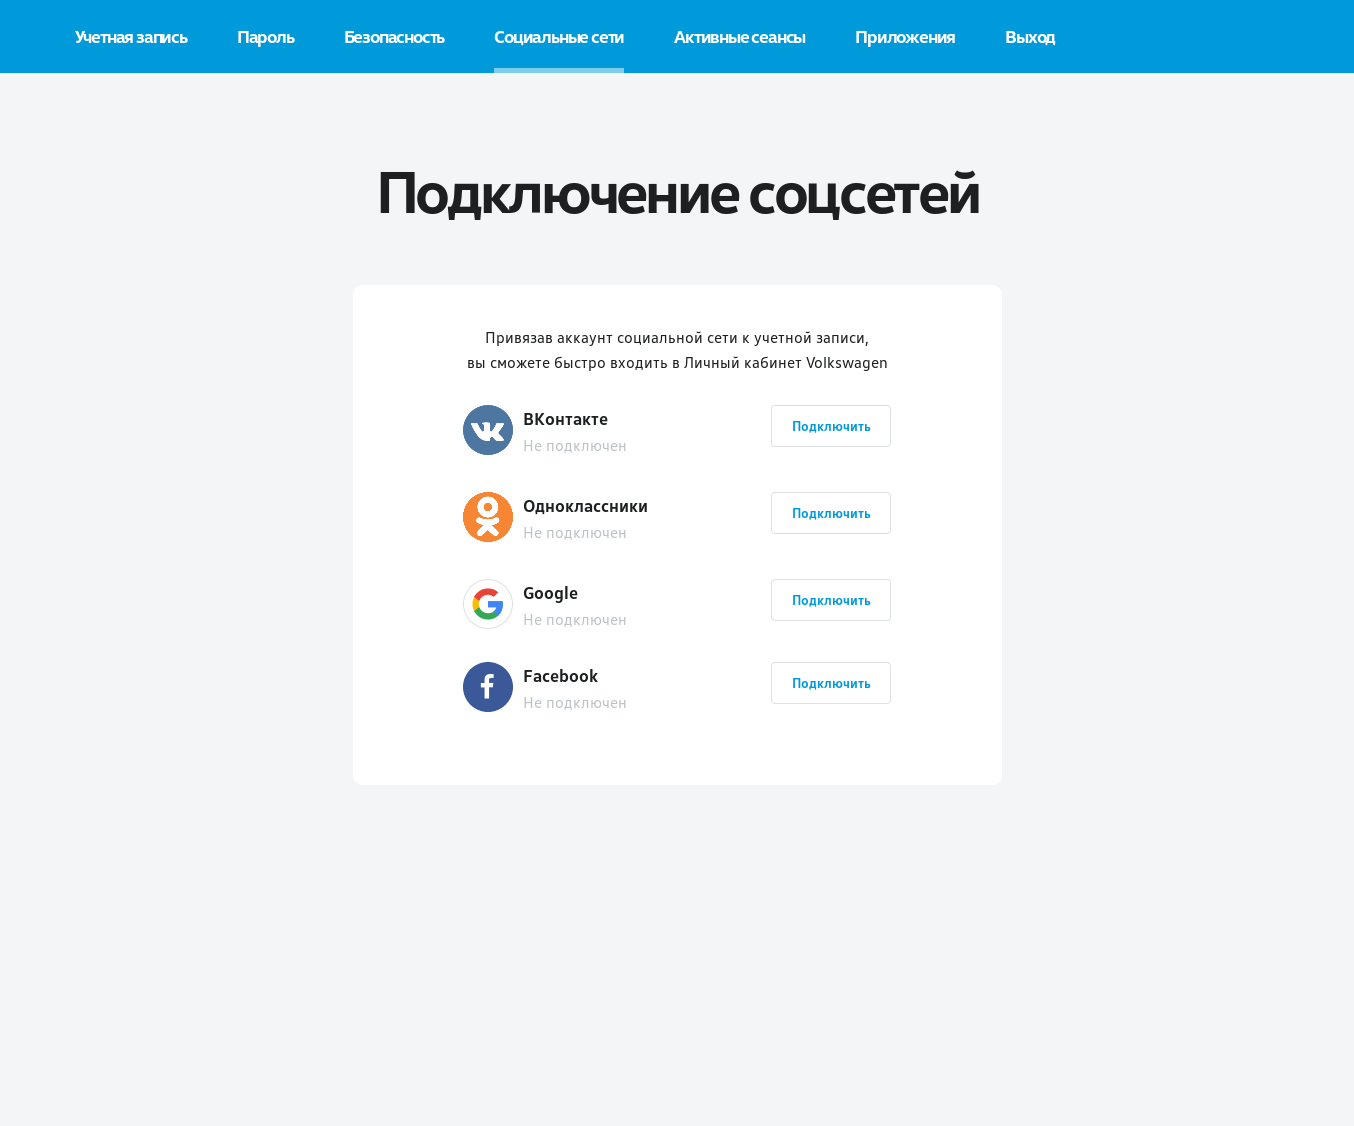 Учетная запись Пароль Безопасность Социальные сети Активные сеансы Приложения Выход
Подключение соцсетей
Привязав аккаунт социальной сети к учетной записи,
вы сможете быстро входить в Личный кабинет Volkswagen
ВКонтакте
Не подключен
Подключить
Одноклассники
Не подключен
Подключить
Google
Не подключен
Подключить
Facebook
Не подключен
Подключить